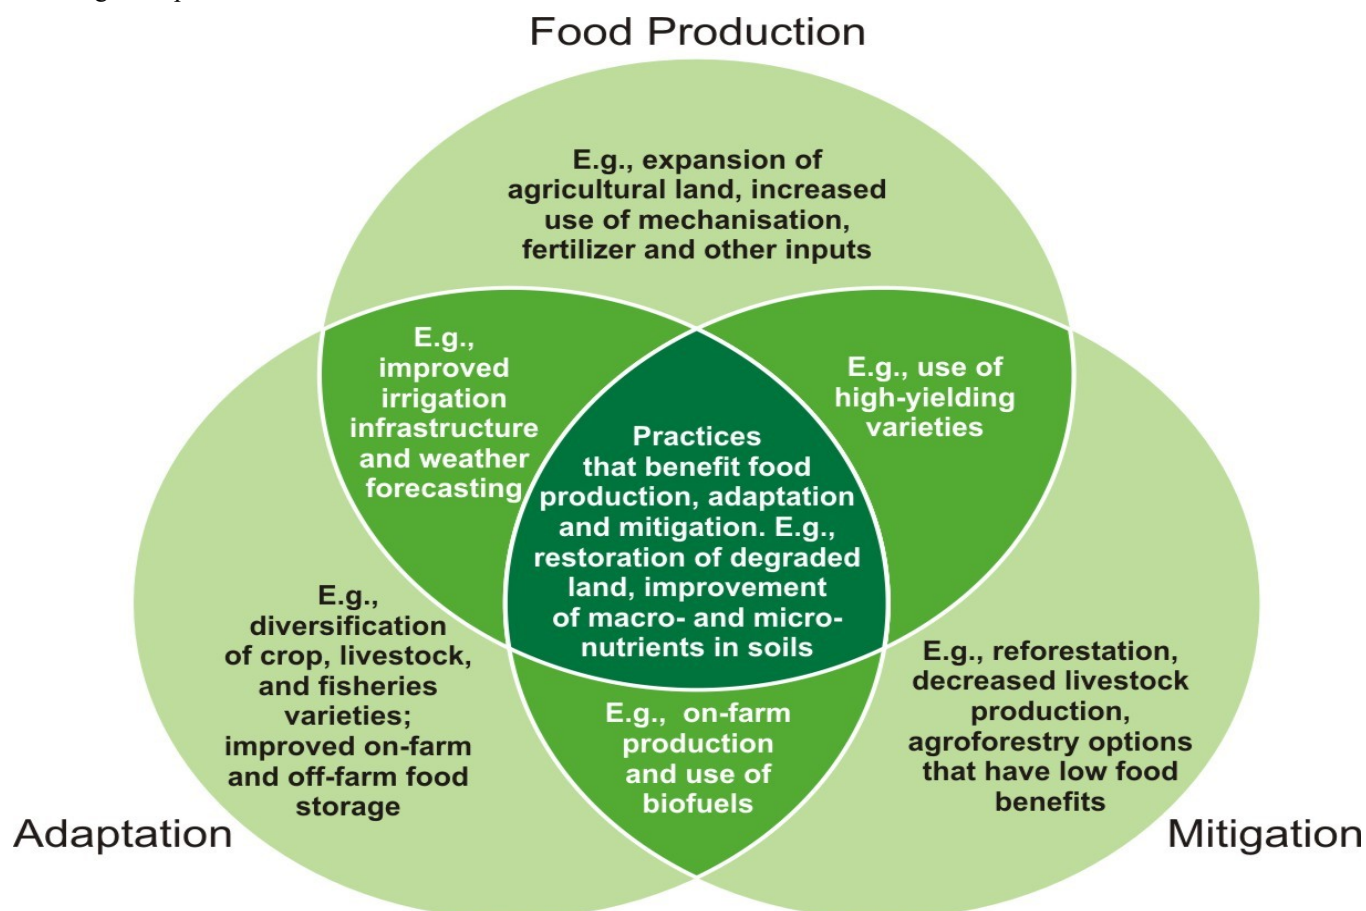 Food Production
E.g., expansion of
agricultural land, increased
use of mechanisation,
fertilizer and other inputs
E.g.,
improved
irrigation
infrastructure
and weather
forecasting
E.g., use of
high-yielding
varieties
Practices
that benefit food
production, adaptation
and mitigation. E.g.,
restoration of degraded
land, improvement
of macro- and micro-
nutrients in soils
E.g.,
diversification
of crop, livestock,
and fisheries
varieties;
improved on-farm
and off-farm food
storage
E.g., on-farm
production
and use of
biofuels
E.g., reforestation,
decreased livestock
production,
agroforestry options
that have low food
benefits
Adaptation
Mitigation